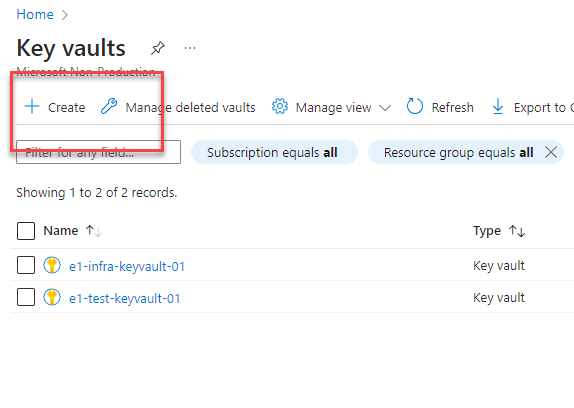 Home >
Key vaults ...
Microsoft Non-Production
+ Create Manage deleted vaults Manage view Refresh Export to
Filter for any field... Subscription equals all Resource group equals all
Showing 1 to 2 of 2 records.
Name ↑↓ Type ↑↓
e1-infra-keyvault-01 Key vault
e1-test-keyvault-01 Key vault